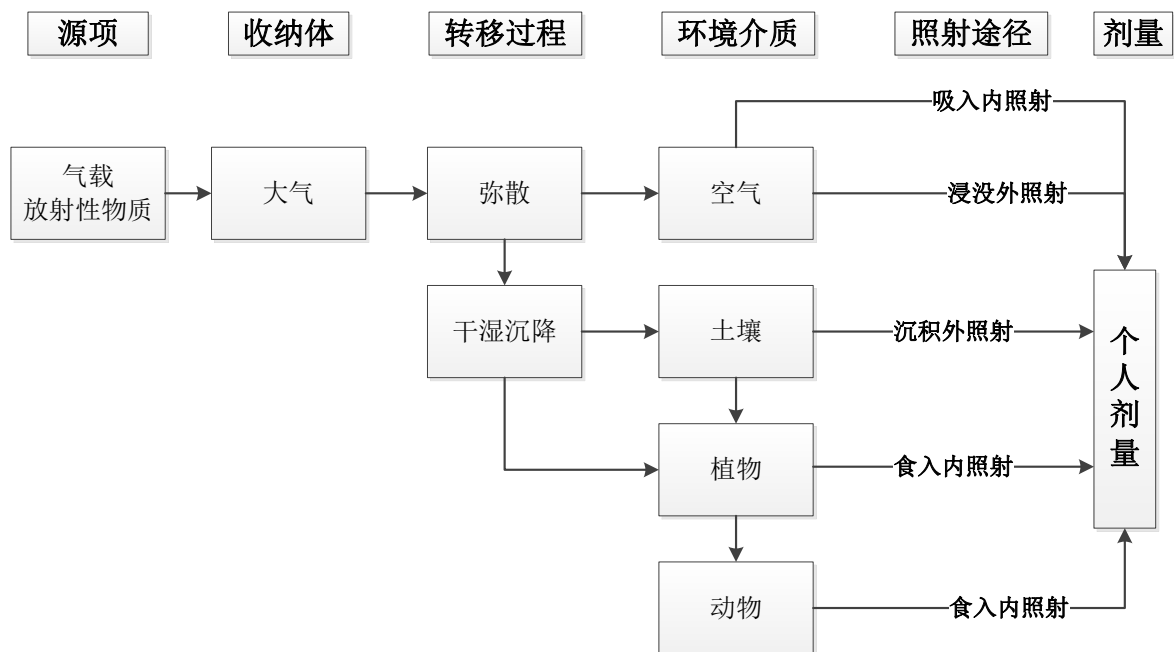 源项
收纳体
转移过程
环境介质
照射途径
剂量
吸入内照射
气载
放射性物质
大气
弥散
空气
浸没外照射
干湿沉降
土壤
沉积外照射
个
人
剂
量
植物
食入内照射
动物
食入内照射